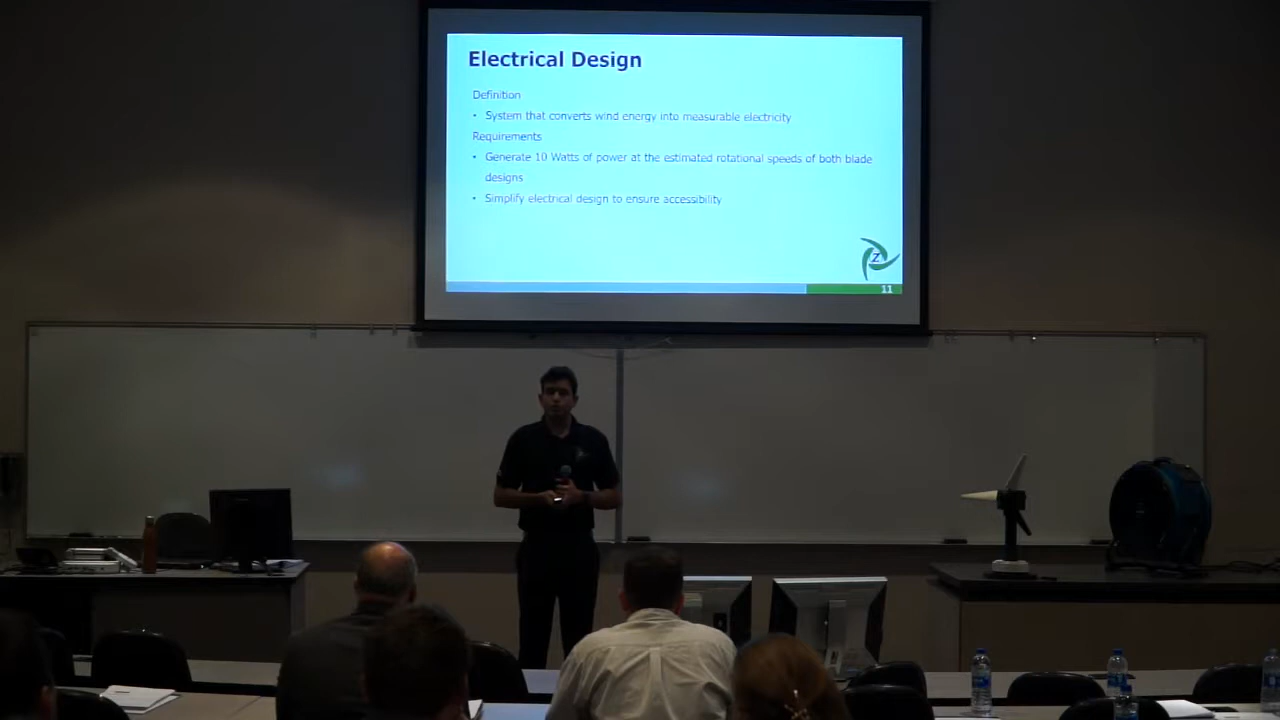 Electrical Design
Definition
• System that converts wind energy into measurable electricity
Requirements
• Generate 10 Watts of power at the estimated rotational speeds of both blade
designs
• Simplify electrical design to ensure accessibility
Z
11